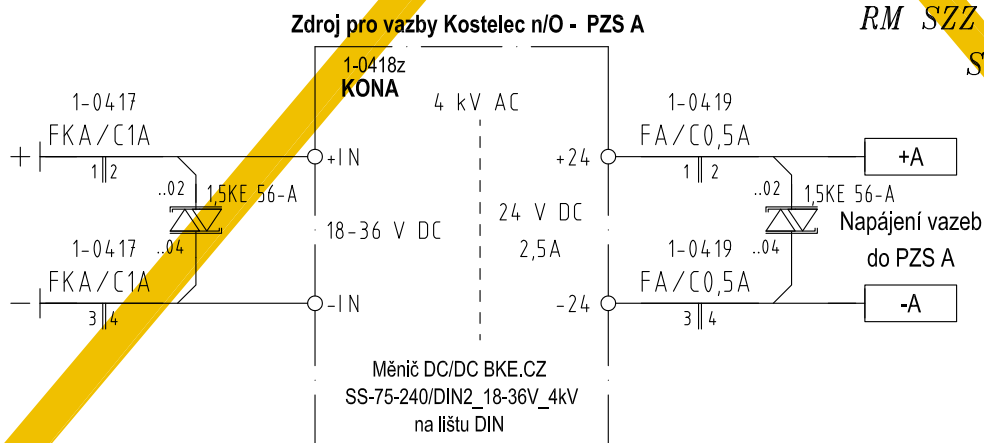 Zdroj pro vazby Kostelec n/O - PZS A
RM SZZ
S
1-0418z
KONA
4 kV AC
1-0417
FKA/C1A
+
1 2
+IN
..02
1,5KE 56-A
18-36 V DC
..04
1-0417
FKA/C1A
-
3 4
-IN
24 V DC
2,5A
1-0419
FA/C0,5A
+24
1 2
+A
..02
1,5KE 56-A
Napájení vazeb
do PZS A
..04
1-0419
FA/C0,5A
-24
3 4
-A
Měnič DC/DC BKE.CZ
SS-75-240/DIN2_18-36V_4kV
na lištu DIN